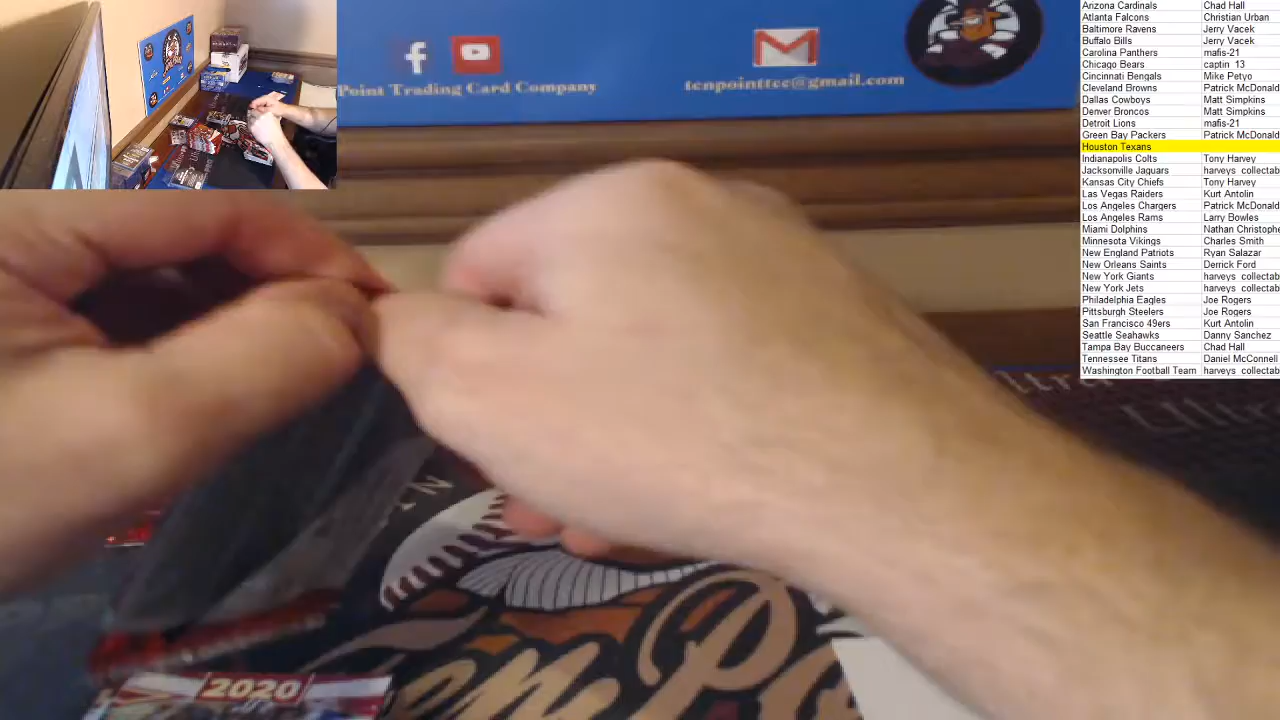 Point Trading Card Company
tenpointtcc@gmail.com
Arizona Cardinals Chad Hall
Atlanta Falcons Christian Urban
Baltimore Ravens Jerry Vacek
Buffalo Bills Jerry Vacek
Carolina Panthers mafis-21
Chicago Bears captin 13
Cincinnati Bengals Mike Petyo
Cleveland Browns Patrick McDonald
Dallas Cowboys Matt Simpkins
Denver Broncos Matt Simpkins
Detroit Lions mafis-21
Green Bay Packers Patrick McDonald
Houston Texans
Indianapolis Colts Tony Harvey
Jacksonville Jaguars harveys collectab
Kansas City Chiefs Tony Harvey
Las Vegas Raiders Kurt Antolin
Los Angeles Chargers Patrick McDonald
Los Angeles Rams Larry Bowles
Miami Dolphins Nathan Christophe
Minnesota Vikings Charles Smith
New England Patriots Ryan Salazar
New Orleans Saints Derrick Ford
New York Giants harveys collectab
New York Jets harveys collectab
Philadelphia Eagles Joe Rogers
Pittsburgh Steelers Joe Rogers
San Francisco 49ers Kurt Antolin
Seattle Seahawks Danny Sanchez
Tampa Bay Buccaneers Chad Hall
Tennessee Titans Daniel McConnell
Washington Football Team harveys collectab
2020